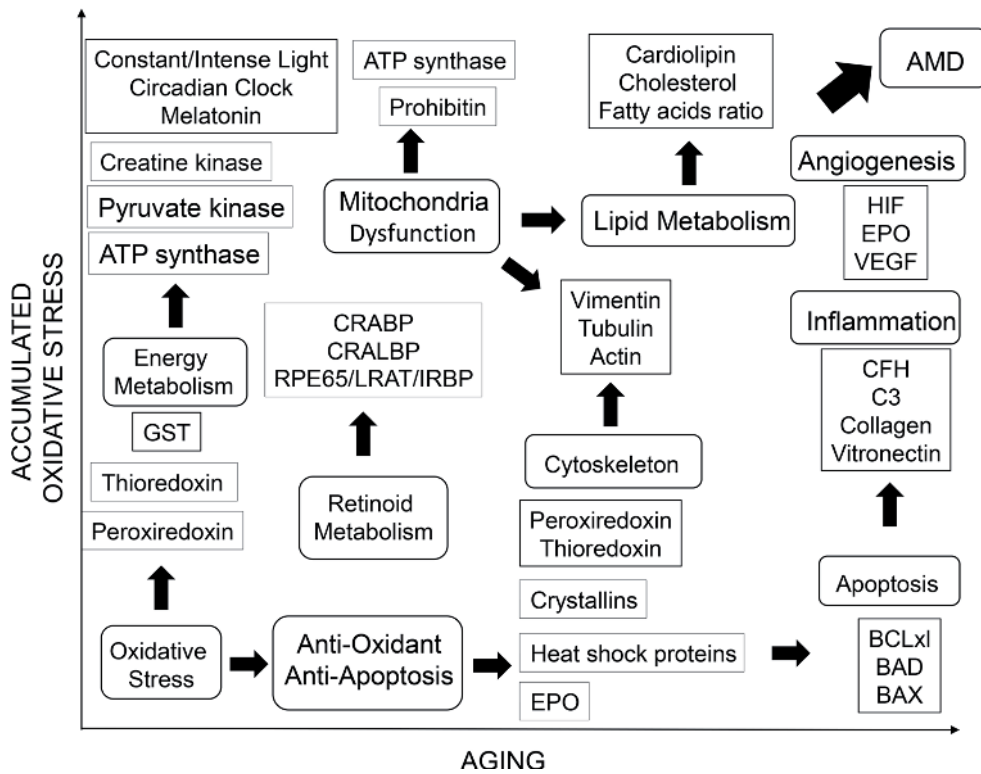 ACCUMULATED
OXIDATIVE STRESS
Constant/Intense Light
Circadian Clock
Melatonin
Creatine kinase
Pyruvate kinase
ATP synthase
Energy
Metabolism
GST
Thioredoxin
Peroxiredoxin
Oxidative
Stress
ATP synthase
Prohibitin
Mitochondria
Dysfunction
CRABP
CRALBP
RPE65/LRAT/IRBP
Retinoid
Metabolism
Anti-Oxidant
Anti-Apoptosis
Cardiolipin
Cholesterol
Fatty acids ratio
Lipid Metabolism
Vimentin
Tubulin
Actin
Cytoskeleton
Peroxiredoxin
Thioredoxin
Crystallins
Heat shock proteins
EPO
AMD
Angiogenesis
HIF
EPO
VEGF
Inflammation
CFH
C3
Collagen
Vitronectin
Apoptosis
BCLxl
BAD
BAX
AGING